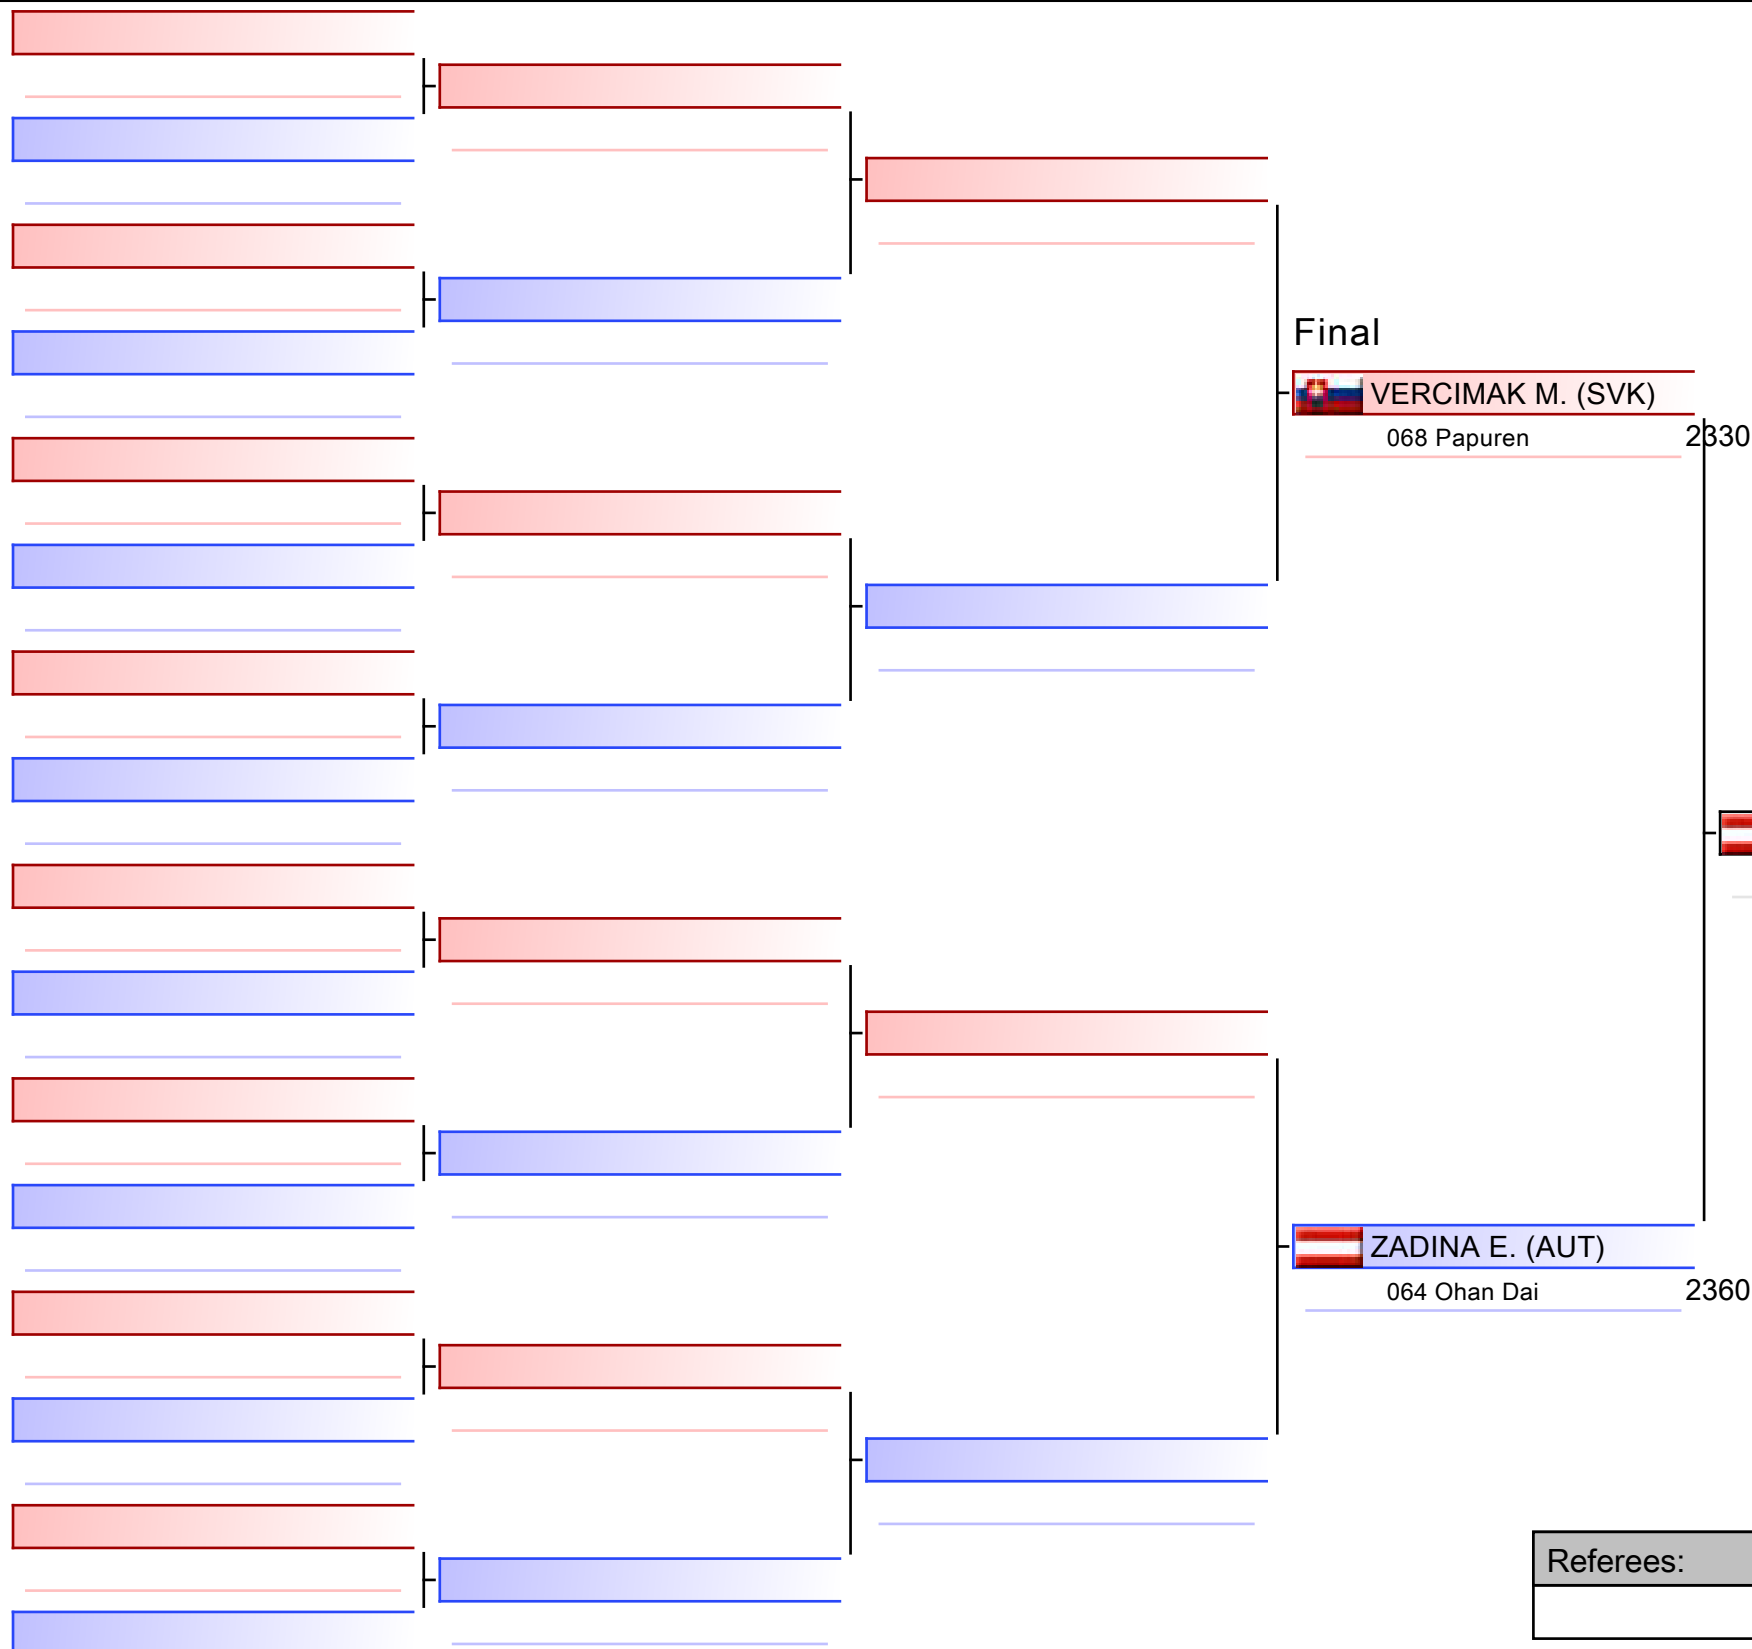 Final
VERCIMAK M. (SVK)
068 Papuren 2330
ZADINA E. (AUT)
064 Ohan Dai 2360
Referees: